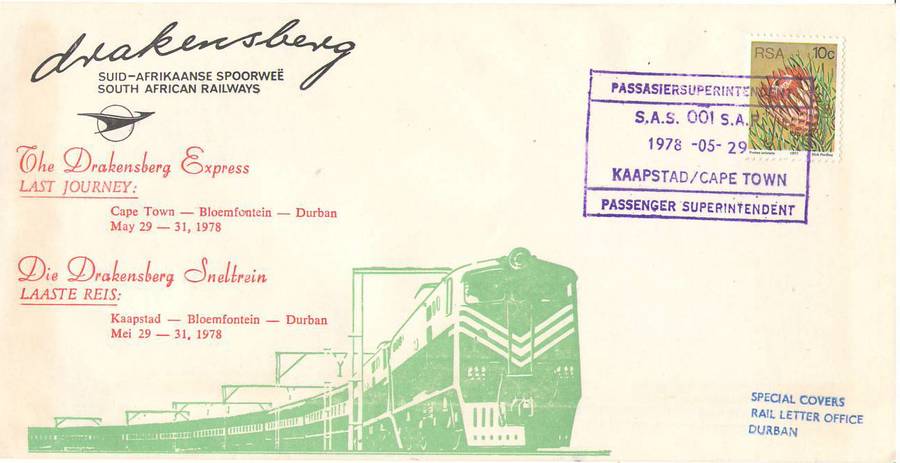 drakensberg
SUID-AFRIKAANSE SPOORWEË
SOUTH AFRICAN RAILWAYS
The Drakensberg Express
LAST JOURNEY:
Cape Town — Bloemfontein — Durban
May 29 — 31, 1978
Die Drakensberg Sneltrein
LAASTE REIS:
Kaapstad — Bloemfontein — Durban
Mei 29 — 31, 1978
RSA 10c
1977
PASSASIERSUPERINTENDENT
S.A.S. 001 S.A.R.
1978 -05- 29
KAAPSTAD/CAPE TOWN
PASSENGER SUPERINTENDENT
SPECIAL COVERS
RAIL LETTER OFFICE
DURBAN